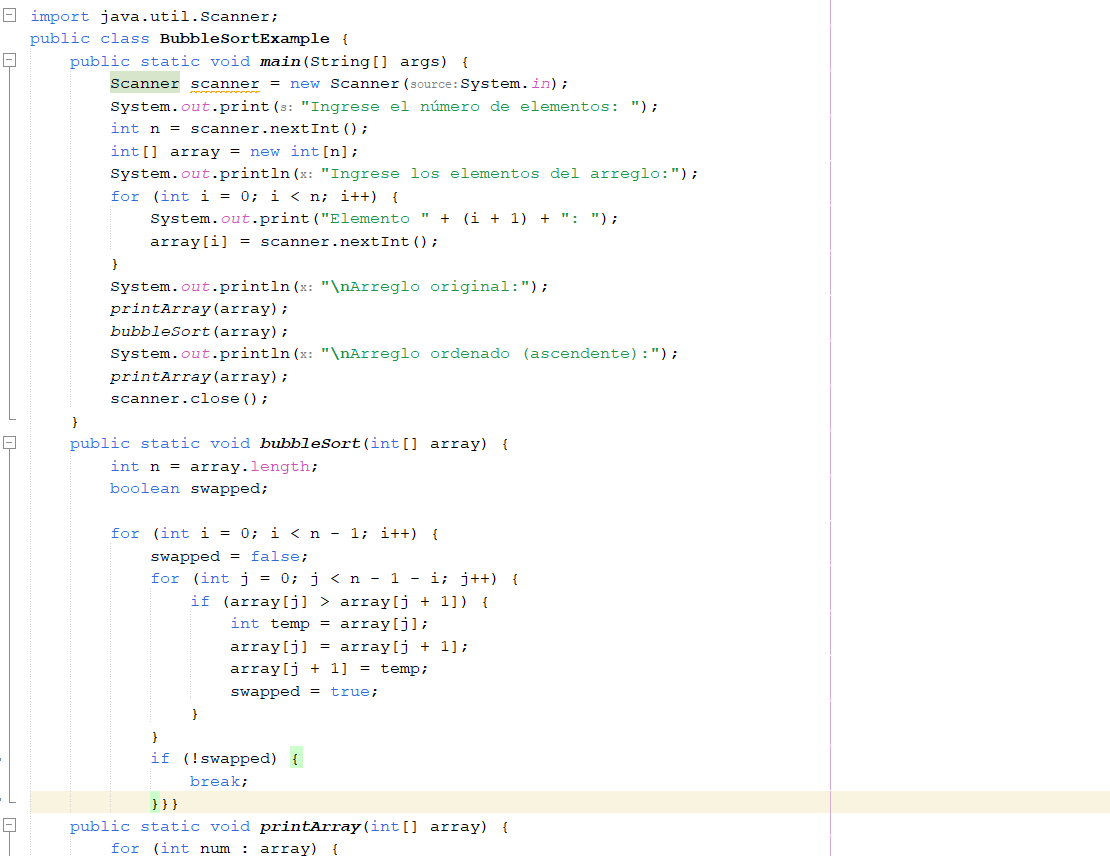 import java.util.Scanner;
public class BubbleSortExample {
    public static void main(String[] args) {
        Scanner scanner = new Scanner(source:System.in);
        System.out.print(s: "Ingrese el número de elementos: ");
        int n = scanner.nextInt();
        int[] array = new int[n];
        System.out.println(x: "Ingrese los elementos del arreglo:");
        for (int i = 0; i < n; i++) {
            System.out.print("Elemento " + (i + 1) + ": ");
            array[i] = scanner.nextInt();
        }
        System.out.println(x: "\nArreglo original:");
        printArray(array);
        bubbleSort(array);
        System.out.println(x: "\nArreglo ordenado (ascendente):");
        printArray(array);
        scanner.close();
    }
    public static void bubbleSort(int[] array) {
        int n = array.length;
        boolean swapped;

        for (int i = 0; i < n - 1; i++) {
            swapped = false;
            for (int j = 0; j < n - 1 - i; j++) {
                if (array[j] > array[j + 1]) {
                    int temp = array[j];
                    array[j] = array[j + 1];
                    array[j + 1] = temp;
                    swapped = true;
                }
            }
            if (!swapped) {
                break;
            }}}
    public static void printArray(int[] array) {
        for (int num : array) {